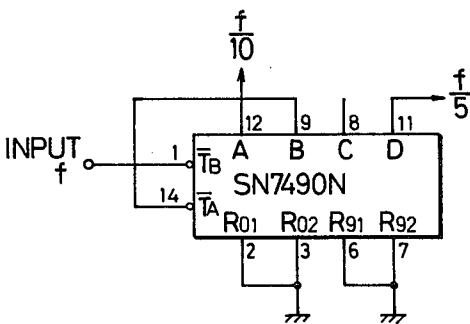 f
10
f
5
12 9 8 11
INPUT
f
1 T̅B A B C D
SN7490N
14 T̅A
R01 R02 R91 R92
2 3 6 7